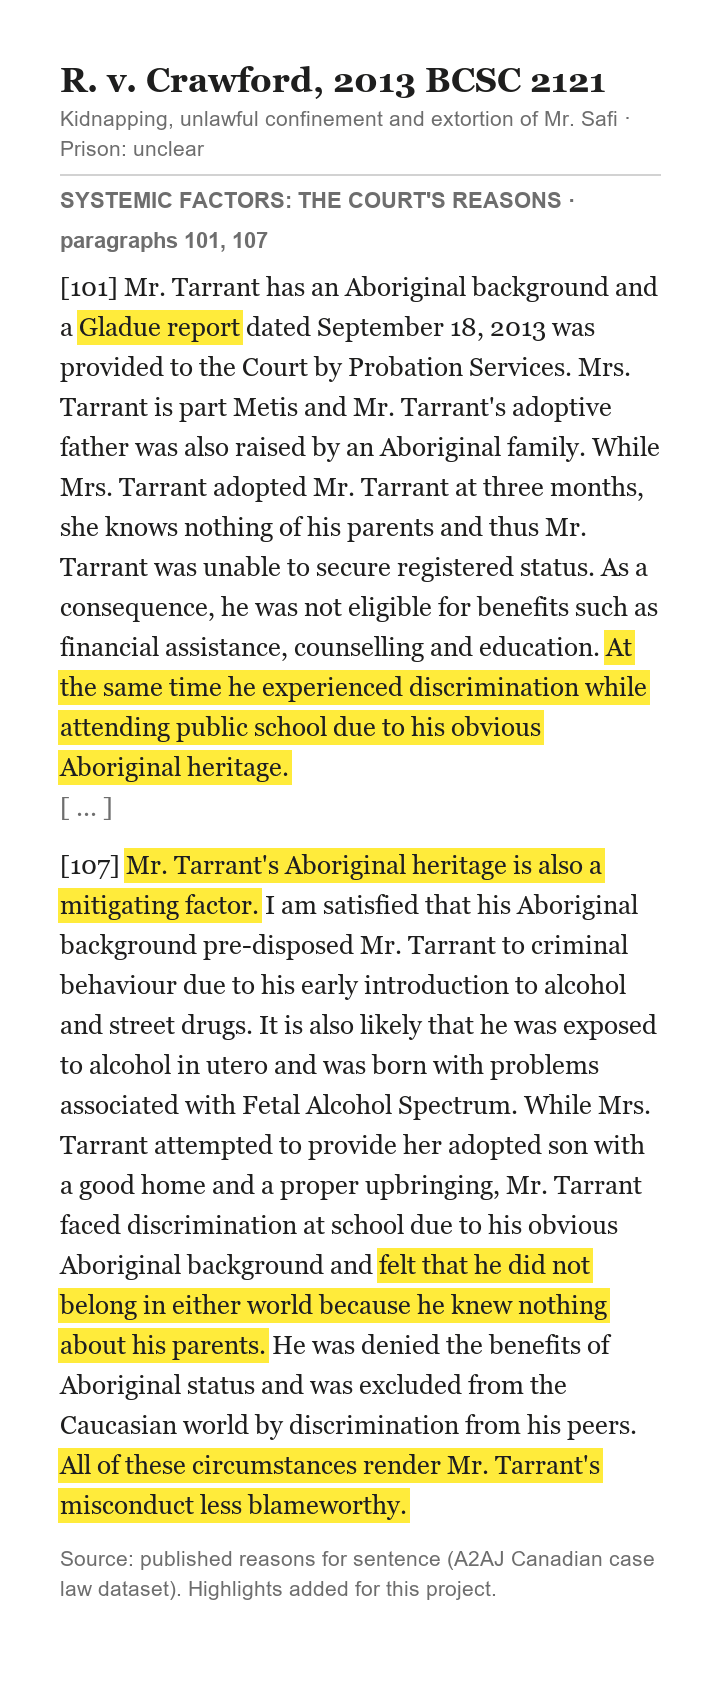 R. v. Crawford, 2013 BCSC 2121
Kidnapping, unlawful confinement and extortion of Mr. Safi ·
Prison: unclear
SYSTEMIC FACTORS: THE COURT'S REASONS ·
paragraphs 101, 107
[101] Mr. Tarrant has an Aboriginal background and
a Gladue report dated September 18, 2013 was
provided to the Court by Probation Services. Mrs.
Tarrant is part Metis and Mr. Tarrant's adoptive
father was also raised by an Aboriginal family. While
Mrs. Tarrant adopted Mr. Tarrant at three months,
she knows nothing of his parents and thus Mr.
Tarrant was unable to secure registered status. As a
consequence, he was not eligible for benefits such as
financial assistance, counselling and education. At
the same time he experienced discrimination while
attending public school due to his obvious
Aboriginal heritage.
[ ... ]
[107] Mr. Tarrant's Aboriginal heritage is also a
mitigating factor. I am satisfied that his Aboriginal
background pre-disposed Mr. Tarrant to criminal
behaviour due to his early introduction to alcohol
and street drugs. It is also likely that he was exposed
to alcohol in utero and was born with problems
associated with Fetal Alcohol Spectrum. While Mrs.
Tarrant attempted to provide her adopted son with
a good home and a proper upbringing, Mr. Tarrant
faced discrimination at school due to his obvious
Aboriginal background and felt that he did not
belong in either world because he knew nothing
about his parents. He was denied the benefits of
Aboriginal status and was excluded from the
Caucasian world by discrimination from his peers.
All of these circumstances render Mr. Tarrant's
misconduct less blameworthy.
Source: published reasons for sentence (A2AJ Canadian case
law dataset). Highlights added for this project.